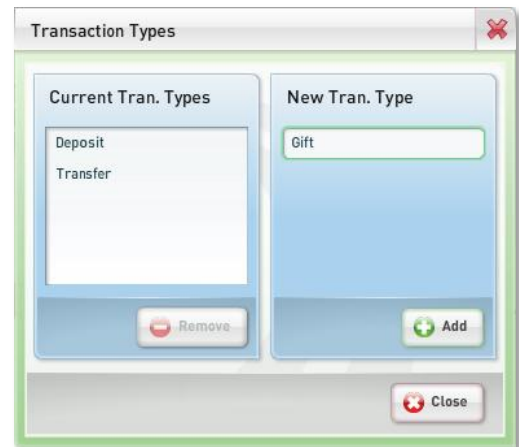 Transaction Types
Current Tran. Types
Deposit
Transfer
Remove
New Tran. Type
Gift
Add
Close